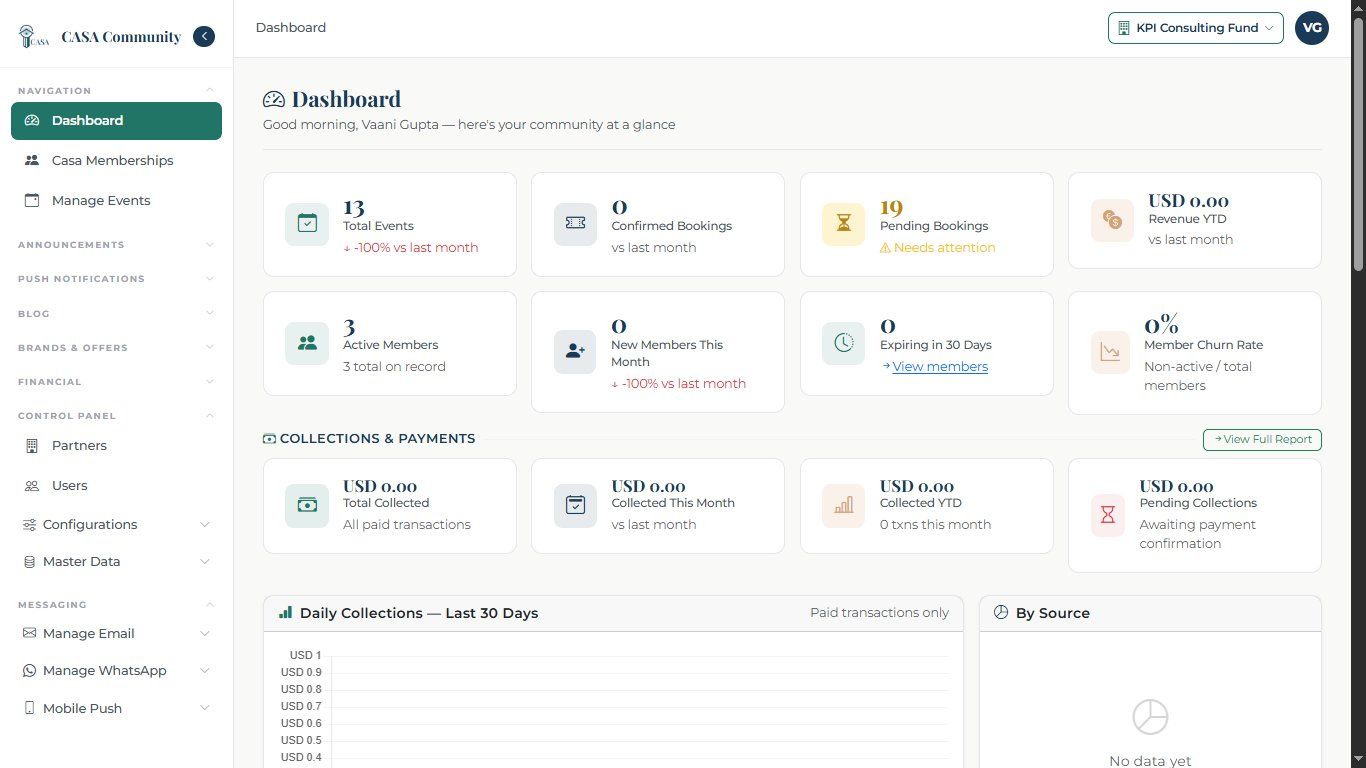 CASA
CASA Community
Dashboard
KPI Consulting Fund
VG
NAVIGATION
Dashboard
Casa Memberships
Manage Events
ANNOUNCEMENTS
PUSH NOTIFICATIONS
BLOG
BRANDS & OFFERS
FINANCIAL
CONTROL PANEL
Partners
Users
Configurations
Master Data
MESSAGING
Manage Email
Manage WhatsApp
Mobile Push
Dashboard
Good morning, Vaani Gupta — here's your community at a glance
13
Total Events
↓ -100% vs last month
0
Confirmed Bookings
vs last month
19
Pending Bookings
Needs attention
USD 0.00
Revenue YTD
vs last month
3
Active Members
3 total on record
0
New Members This
Month
↓ -100% vs last month
0
Expiring in 30 Days
→ View members
0%
Member Churn Rate
Non-active / total
members
COLLECTIONS & PAYMENTS
→ View Full Report
USD 0.00
Total Collected
All paid transactions
USD 0.00
Collected This Month
vs last month
USD 0.00
Collected YTD
0 txns this month
USD 0.00
Pending Collections
Awaiting payment
confirmation
Daily Collections — Last 30 Days
Paid transactions only
USD 1
USD 0.9
USD 0.8
USD 0.7
USD 0.6
USD 0.5
USD 0.4
By Source
No data yet